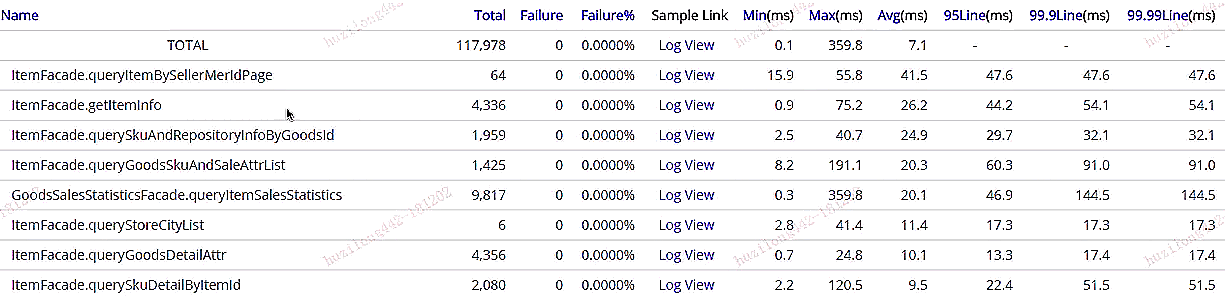 Name Total Failure Failure% Sample Link Min(ms) Max(ms) Avg(ms) 95Line(ms) 99.9Line(ms) 99.99Line(ms)
TOTAL 117,978 0 0.0000% Log View 0.1 359.8 7.1 - - -
ItemFacade.queryItemBySellerMerIdPage 64 0 0.0000% Log View 15.9 55.8 41.5 47.6 47.6 47.6
ItemFacade.getItemInfo 4,336 0 0.0000% Log View 0.9 75.2 26.2 44.2 54.1 54.1
ItemFacade.querySkuAndRepositoryInfoByGoodsId 1,959 0 0.0000% Log View 2.5 40.7 24.9 29.7 32.1 32.1
ItemFacade.queryGoodsSkuAndSaleAttrList 1,425 0 0.0000% Log View 8.2 191.1 20.3 60.3 91.0 91.0
GoodsSalesStatisticsFacade.queryItemSalesStatistics 9,817 0 0.0000% Log View 0.3 359.8 20.1 46.9 144.5 144.5
ItemFacade.queryStoreCityList 6 0 0.0000% Log View 2.8 41.4 11.4 17.3 17.3 17.3
ItemFacade.queryGoodsDetailAttr 4,356 0 0.0000% Log View 0.7 24.8 10.1 13.3 17.4 17.4
ItemFacade.querySkuDetailByItemId 2,080 0 0.0000% Log View 2.2 120.5 9.5 22.4 51.5 51.5